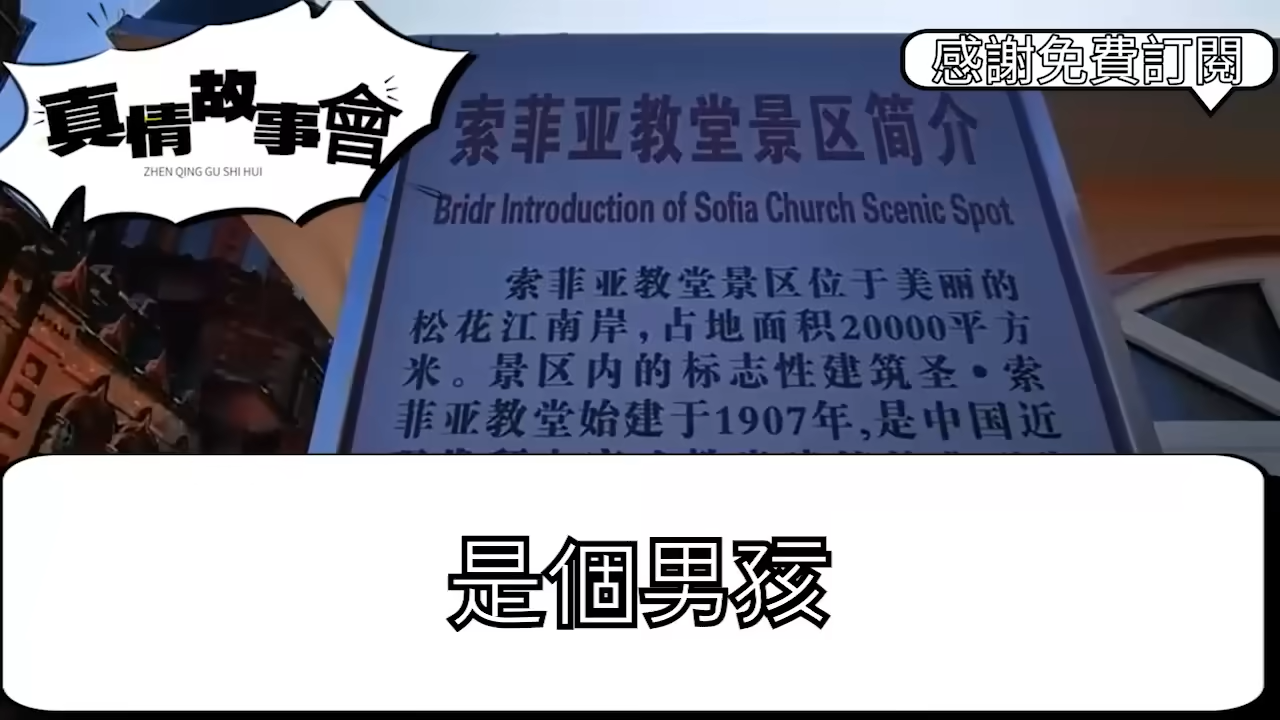 真情故事會
ZHEN QING GU SHI HUI
感謝免費訂閱
索菲亚教堂景区简介
Bridr Introduction of Sofia Church Scenic Spot
索菲亚教堂景区位于美丽的
松花江南岸,占地面积20000平方
米。景区内的标志性建筑圣·索
菲亚教堂始建于1907年,是中国近
是個男孩